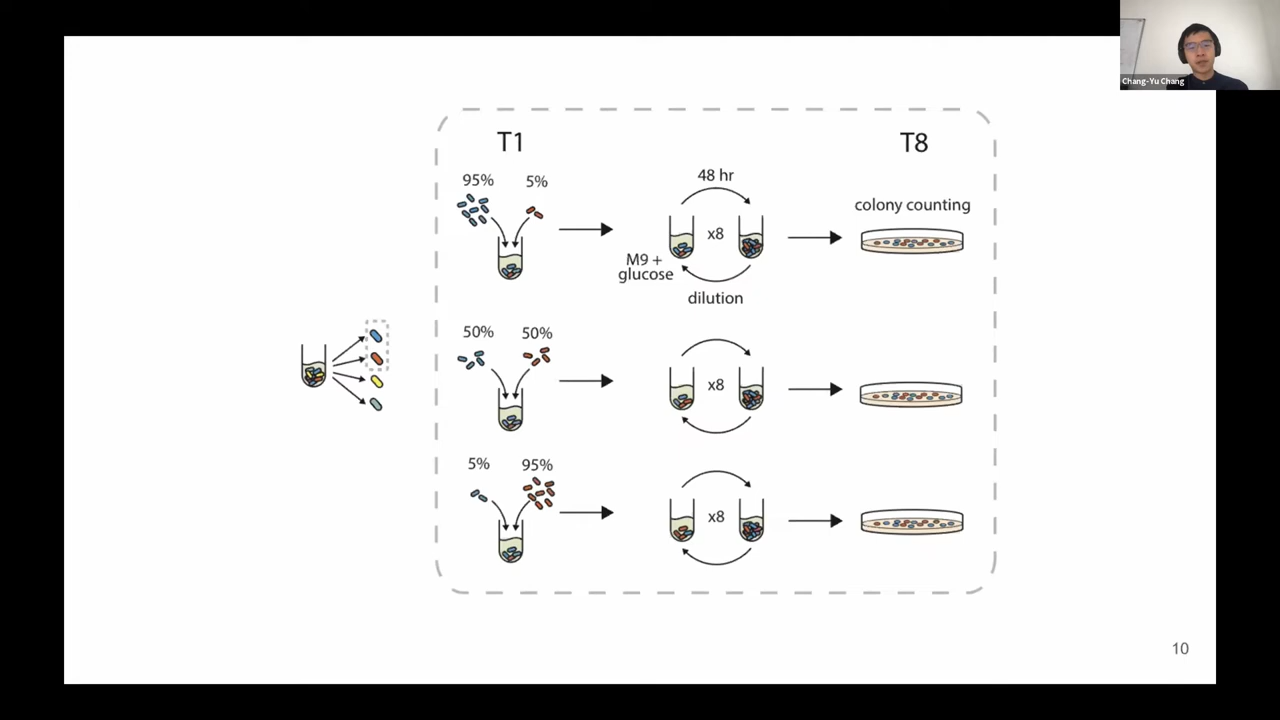 Chang-Yu Chang
T1
T8
95%
5%
48 hr
x8
colony counting
M9 +
glucose
dilution
50%
50%
x8
5%
95%
x8
10